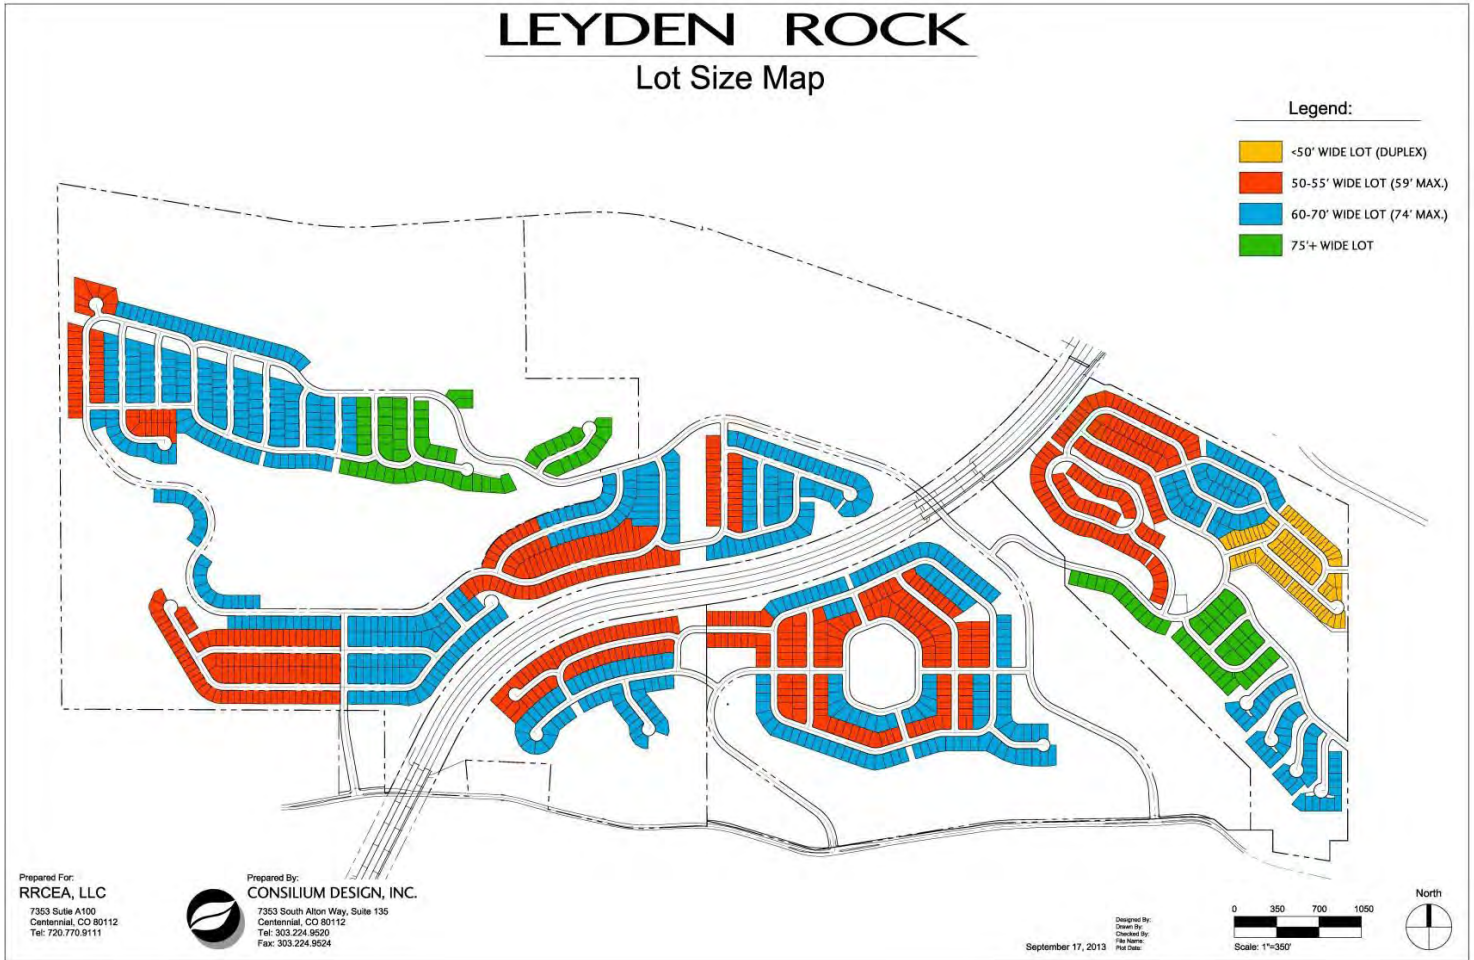 LEYDEN ROCK
Lot Size Map
Legend:
<50' WIDE LOT (DUPLEX)
50-55' WIDE LOT (59' MAX.)
60-70' WIDE LOT (74' MAX.)
75'+ WIDE LOT
Prepared For:
RRCEA, LLC
7353 Sutie A100
Centennial, CO 80112
Tel: 720.770.9111
Prepared By:
CONSILIUM DESIGN, INC.
7353 South Alton Way, Suite 135
Centennial, CO 80112
Tel: 303.224.9520
Fax: 303.224.9524
September 17, 2013
Designed By:
Drawn By:
Checked By:
File Name:
Plot Date:
0 350 700 1050
Scale: 1"=350'
North